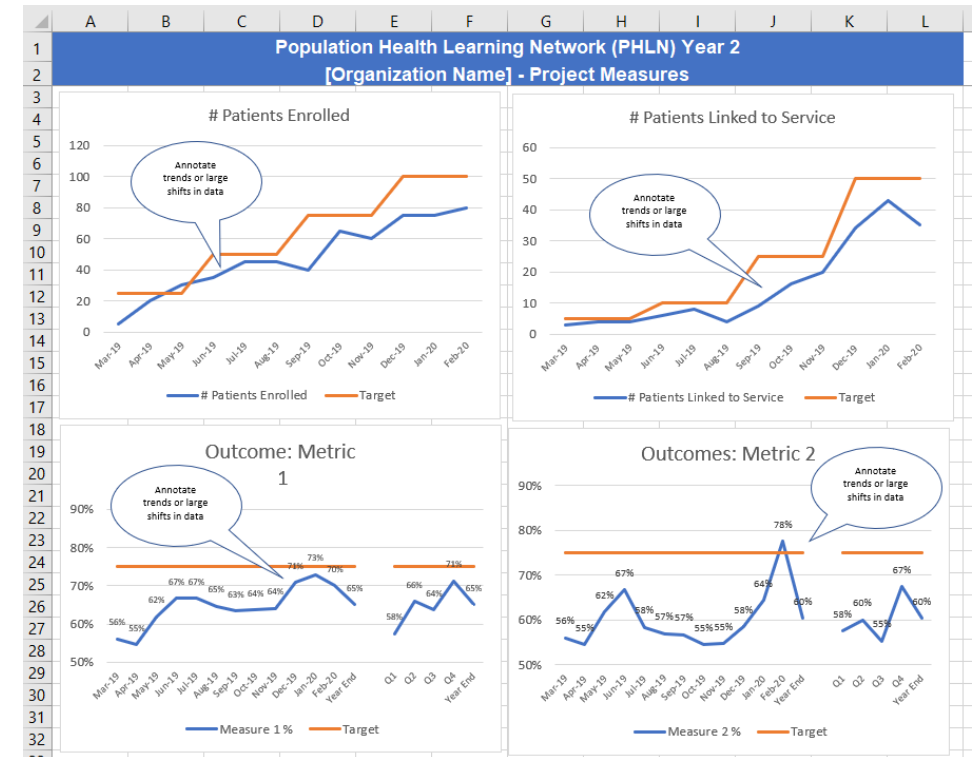 A B C D E F G H I J K L
1 Population Health Learning Network (PHLN) Year 2
2 [Organization Name] - Project Measures
3
4
5
6
7
8
9
10
11
12
13
14
15
16
17
18
19
20
21
22
23
24
25
26
27
28
29
30
31
32
# Patients Enrolled
Annotate
trends or large
shifts in data
120
100
80
60
40
20
0
Mar-19 Apr-19 May-19 Jun-19 Jul-19 Aug-19 Sep-19 Oct-19 Nov-19 Dec-19 Jan-20 Feb-20
# Patients Enrolled Target
# Patients Linked to Service
Annotate
trends or large
shifts in data
60
50
40
30
20
10
0
Mar-19 Apr-19 May-19 Jun-19 Jul-19 Aug-19 Sep-19 Oct-19 Nov-19 Dec-19 Jan-20 Feb-20
# Patients Linked to Service Target
Outcome: Metric
1
Annotate
trends or large
shifts in data
90%
80%
70%
60%
50%
56% 55% 62% 67% 67% 65% 63% 64% 64% 71% 73% 70% 65% 58% 66% 64% 71% 65%
Mar-19 Apr-19 May-19 Jun-19 Jul-19 Aug-19 Sep-19 Oct-19 Nov-19 Dec-19 Jan-20 Feb-20 Year End Q1 Q2 Q3 Q4 Year End
Measure 1 % Target
Outcomes: Metric 2
Annotate
trends or large
shifts in data
90%
80%
70%
60%
50%
56% 55% 62% 67% 58% 57% 57% 55% 55% 58% 64% 78% 60% 58% 60% 55% 67% 60%
Mar-19 Apr-19 May-19 Jun-19 Jul-19 Aug-19 Sep-19 Oct-19 Nov-19 Dec-19 Jan-20 Feb-20 Year End Q1 Q2 Q3 Q4 Year End
Measure 2 % Target